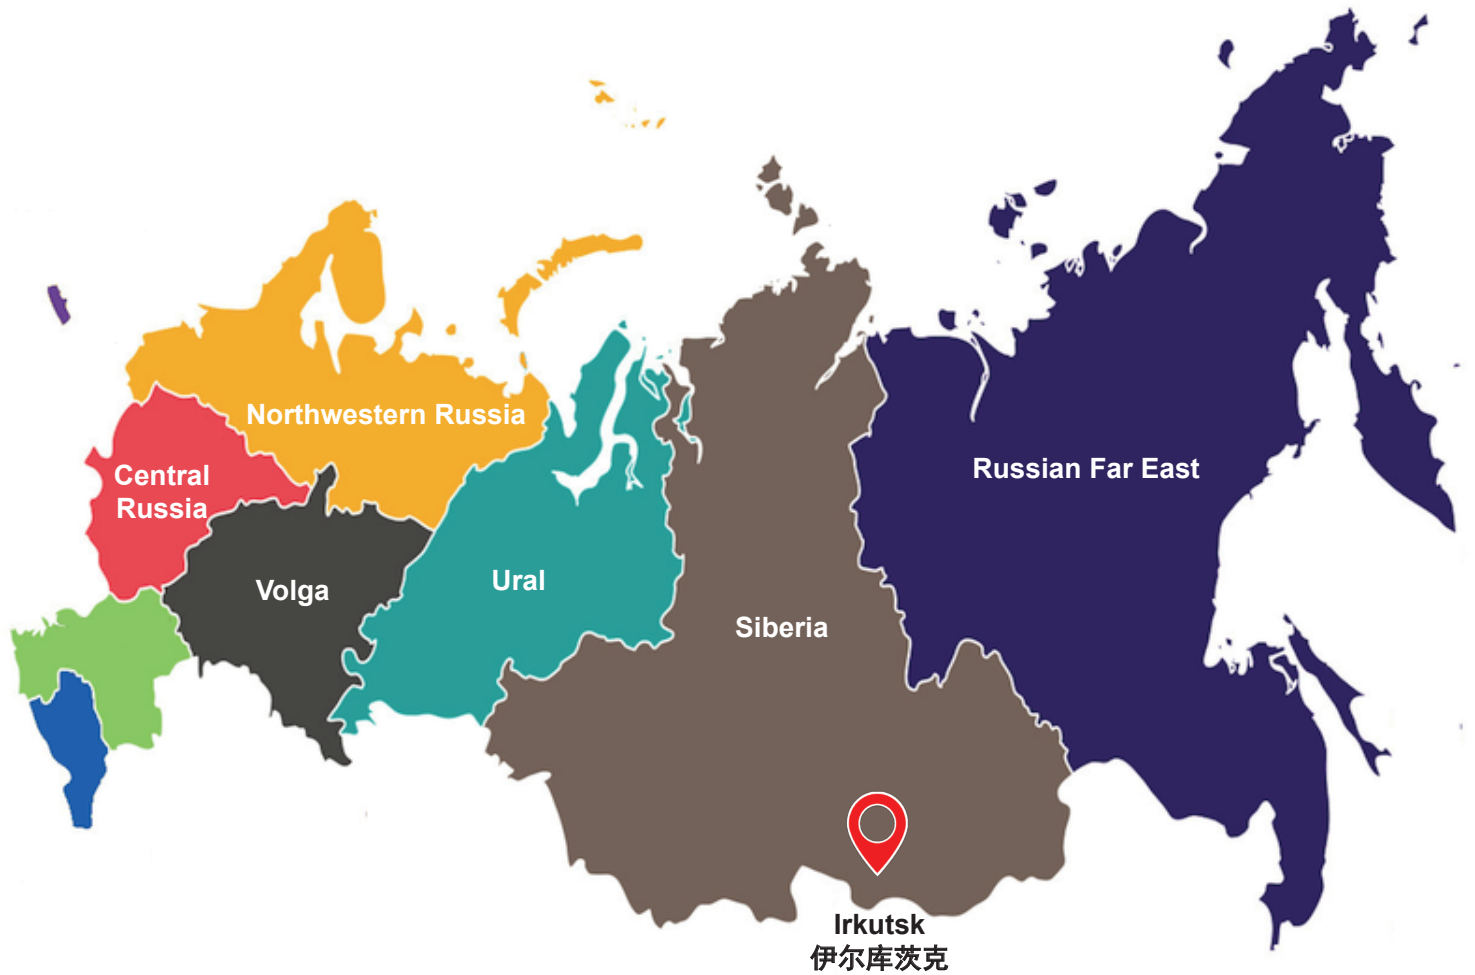 Northwestern Russia
Central
Russia
Russian Far East
Volga
Ural
Siberia
Irkutsk
伊尔库茨克